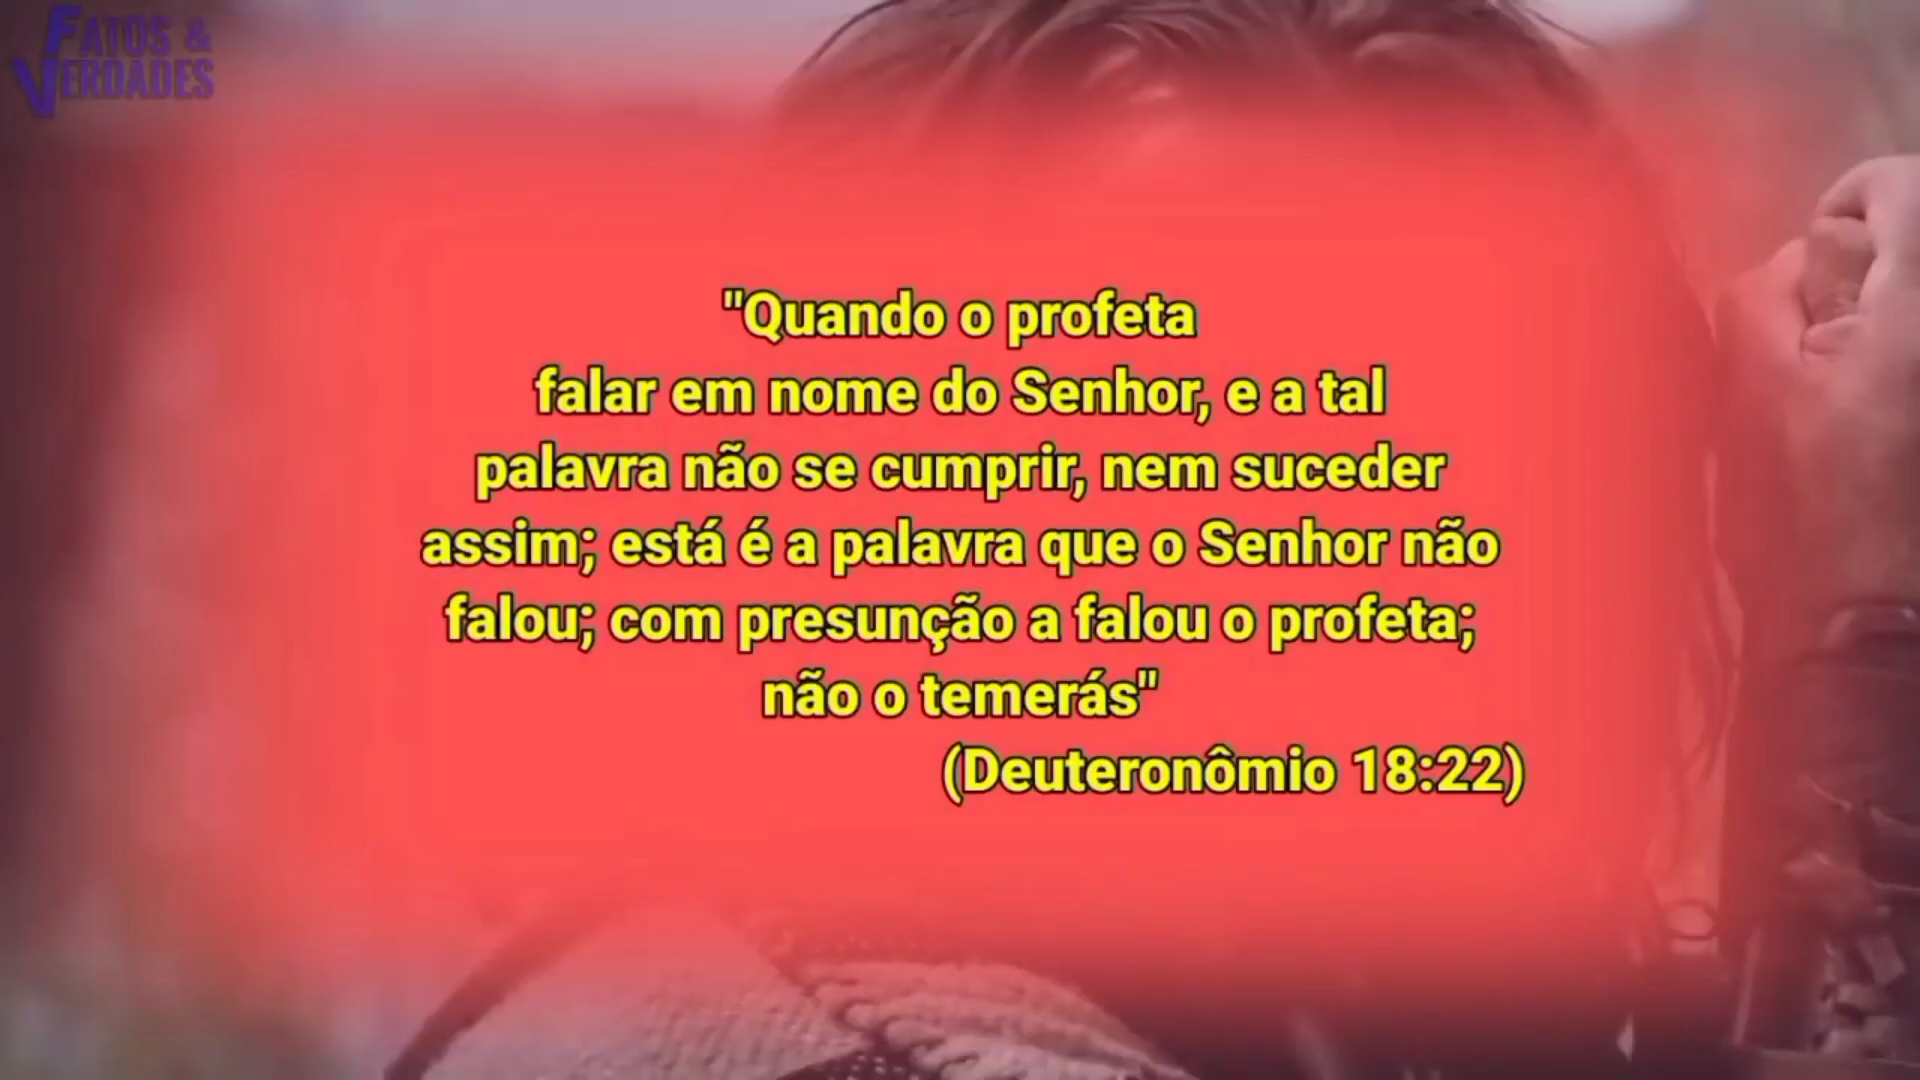 FATOS &
VERDADES
"Quando o profeta
falar em nome do Senhor, e a tal
palavra não se cumprir, nem suceder
assim; está é a palavra que o Senhor não
falou; com presunção a falou o profeta;
não o temerás"
(Deuteronômio 18:22)